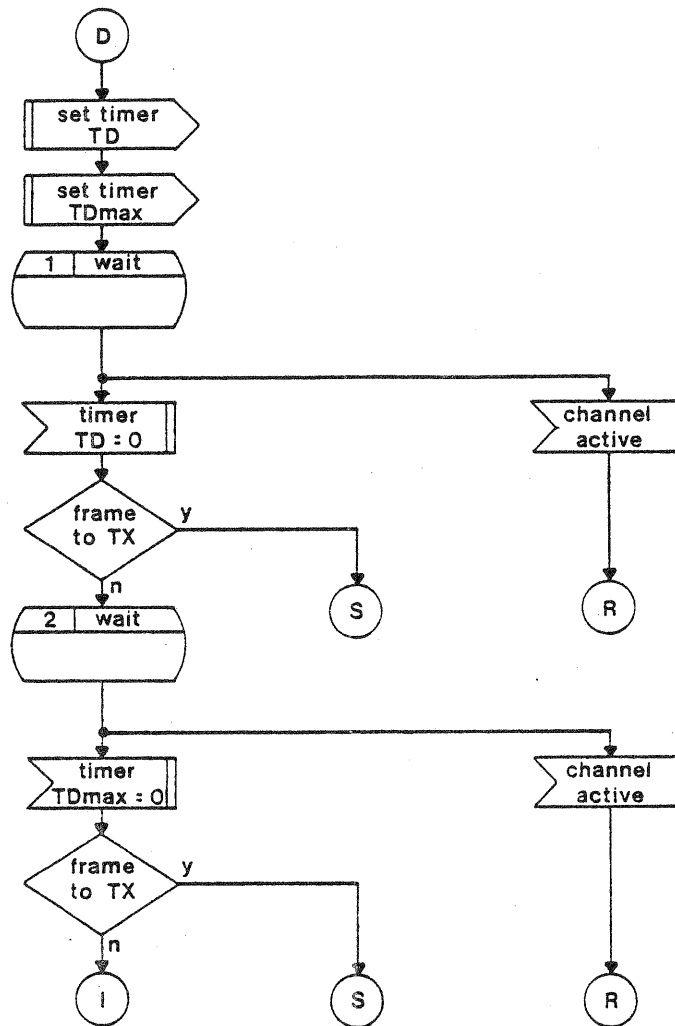 D
set timer
TD
set timer
TDmax
1 wait
timer
TD = 0
channel
active
frame
to TX
y
n
S
R
2 wait
timer
TDmax = 0
channel
active
frame
to TX
y
n
I
S
R